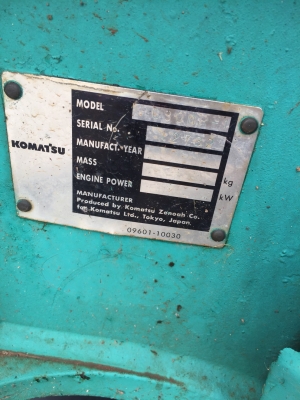 KOMATSU
MODEL
SERIAL No.
MANUFACT. YEAR
MASS
kg
ENGINE POWER
kW
MANUFACTURER
Produced by Komatsu Zenoah Co.
for Komatsu Ltd., Tokyo, Japan.
09601-10030